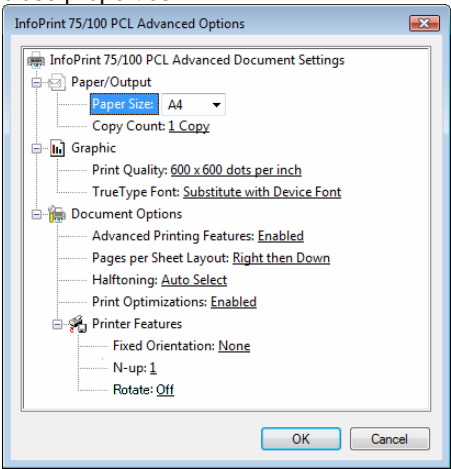 InfoPrint 75/100 PCL Advanced Options
InfoPrint 75/100 PCL Advanced Document Settings
Paper/Output
Paper Size: A4
Copy Count: 1 Copy
Graphic
Print Quality: 600 x 600 dots per inch
TrueType Font: Substitute with Device Font
Document Options
Advanced Printing Features: Enabled
Pages per Sheet Layout: Right then Down
Halftoning: Auto Select
Print Optimizations: Enabled
Printer Features
Fixed Orientation: None
N-up: 1
Rotate: Off
OK Cancel